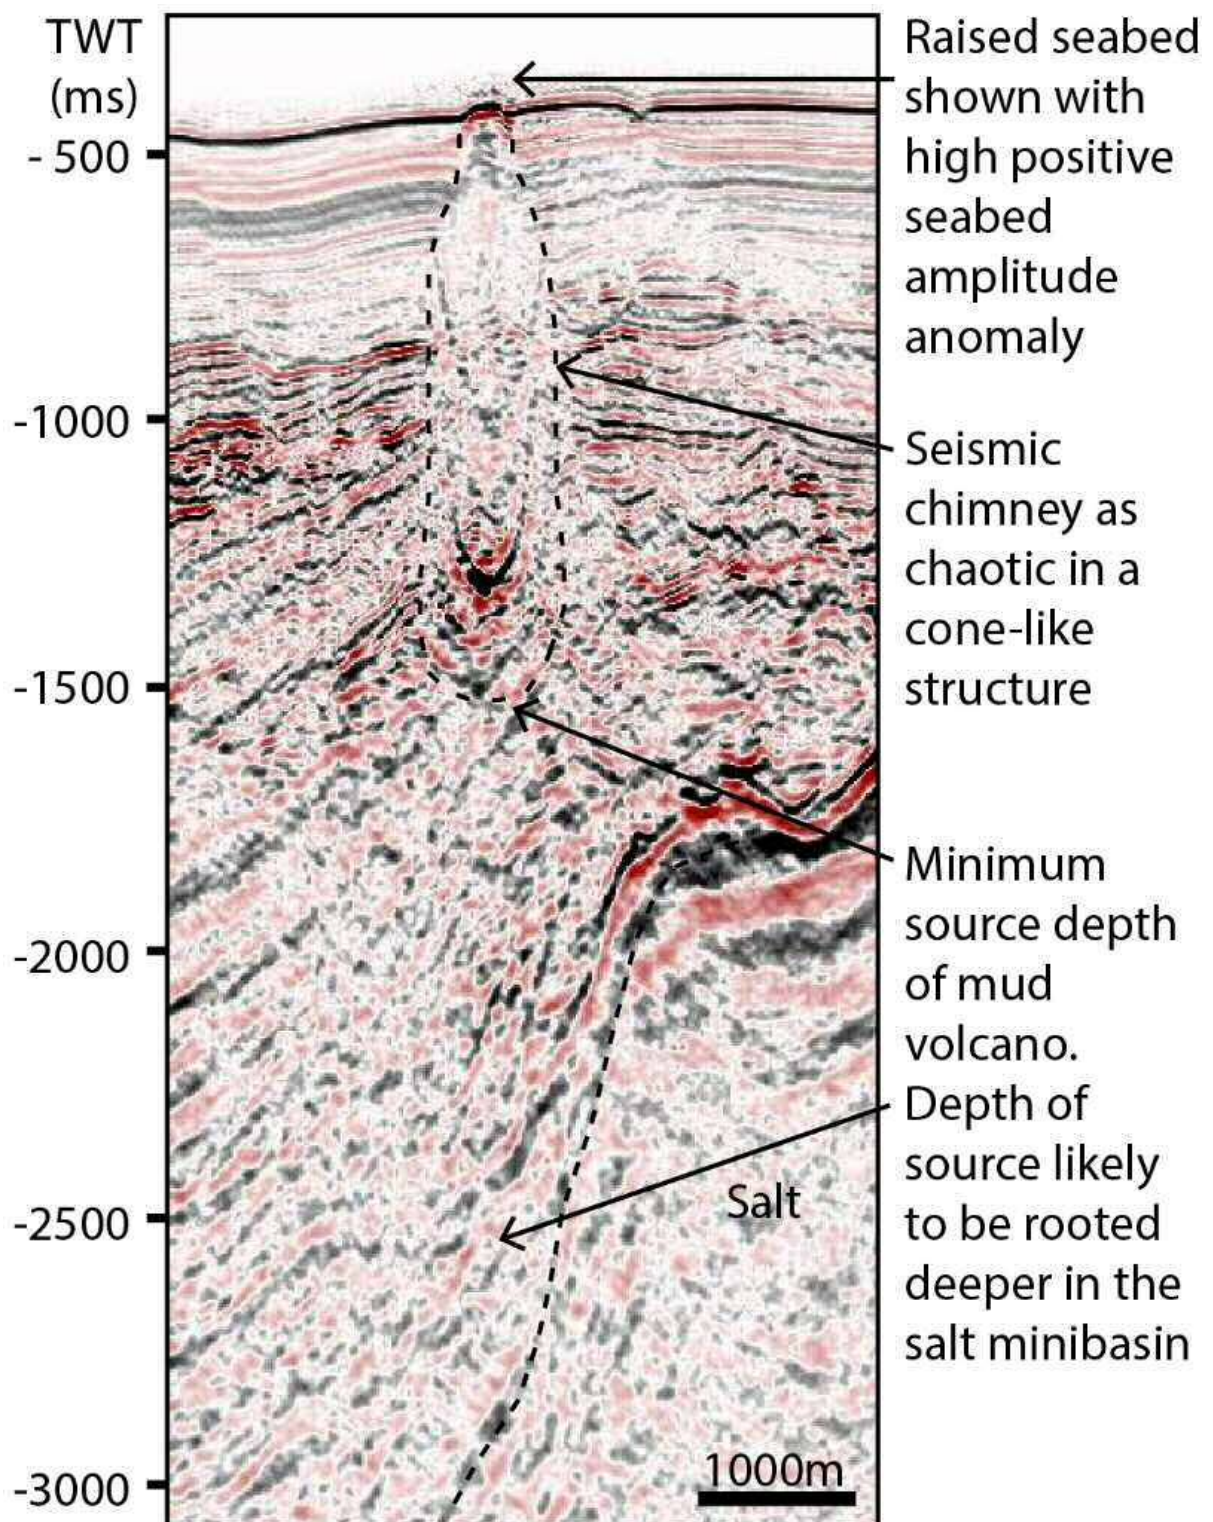 TWT
(ms)
- 500
-1000
-1500
-2000
-2500
-3000
Raised seabed
shown with
high positive
seabed
amplitude
anomaly
Seismic
chimney as
chaotic in a
cone-like
structure
Minimum
source depth
of mud
volcano.
Depth of
source likely
to be rooted
deeper in the
salt minibasin
Salt
1000m